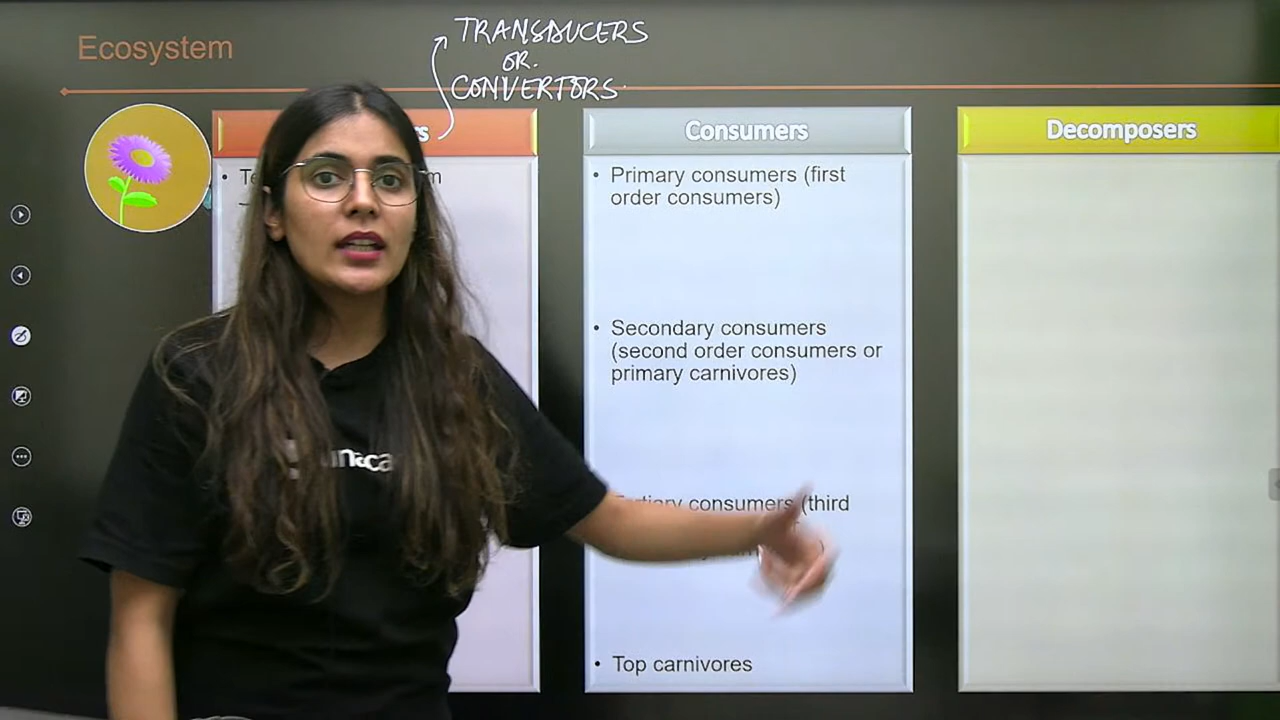 Ecosystem
TRANSDUCERS
OR.
CONVERTORS.
Consumers
Decomposers
Primary consumers (first
order consumers)
Secondary consumers
(second order consumers or
primary carnivores)
Tertiary consumers (third
Top carnivores